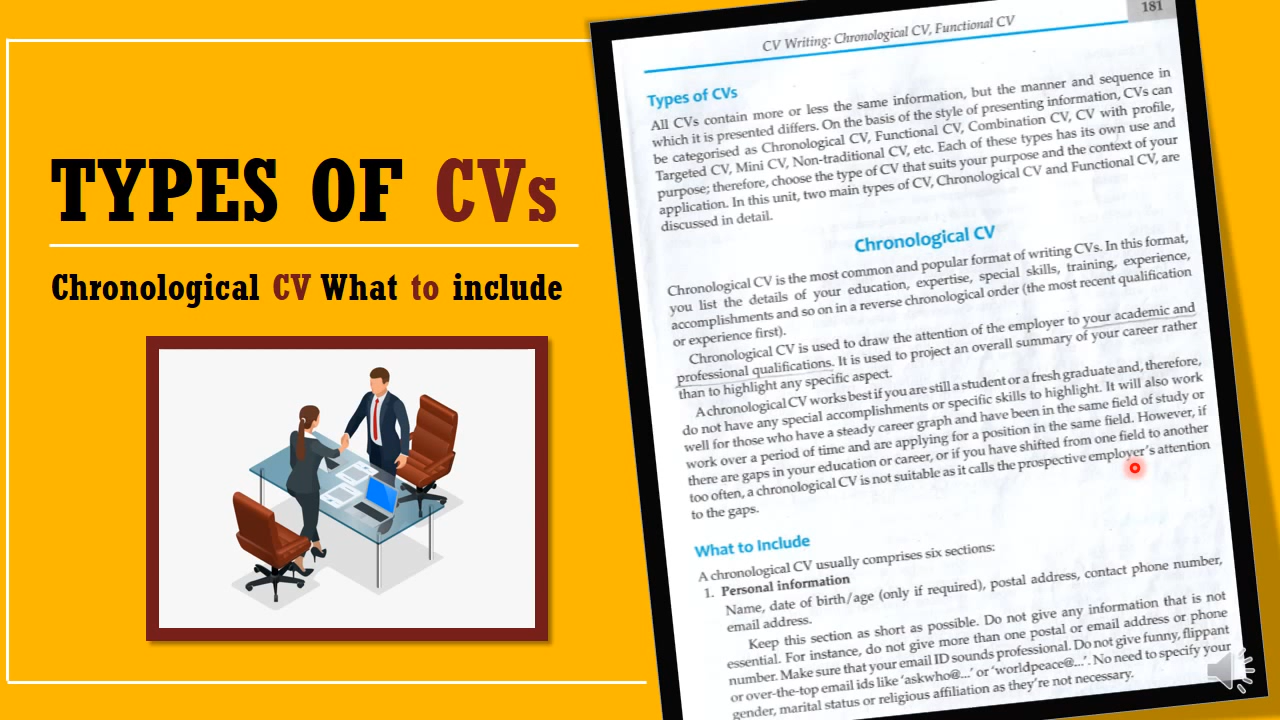 TYPES OF CVs
Chronological CV What to include
181
CV Writing: Chronological CV, Functional CV
Types of CVs
All CVs contain more or less the same information, but the manner and sequence in
which it is presented differs. On the basis of the style of presenting information, CVs can
be categorised as Chronological CV, Functional CV, Combination CV, CV with profile,
Targeted CV, Mini CV, Non-traditional CV, etc. Each of these types has its own use and
purpose; therefore, choose the type of CV that suits your purpose and the context of your
application. In this unit, two main types of CV, Chronological CV and Functional CV, are
discussed in detail.
Chronological CV
Chronological CV is the most common and popular format of writing CVs. In this format,
you list the details of your education, expertise, special skills, training, experience,
accomplishments and so on in a reverse chronological order (the most recent qualification
or experience first).
Chronological CV is used to draw the attention of the employer to your academic and
professional qualifications. It is used to project an overall summary of your career rather
than to highlight any specific aspect.
A chronological CV works best if you are still a student or a fresh graduate and, therefore,
do not have any special accomplishments or specific skills to highlight. It will also work
well for those who have a steady career graph and have been in the same field of study or
work over a period of time and are applying for a position in the same field. However, if
there are gaps in your education or career, or if you have shifted from one field to another
too often, a chronological CV is not suitable as it calls the prospective employer's attention
to the gaps.
What to Include
A chronological CV usually comprises six sections:
1. Personal information
Name, date of birth/age (only if required), postal address, contact phone number,
email address.
Keep this section as short as possible. Do not give any information that is not
essential. For instance, do not give more than one postal or email address or phone
number. Make sure that your email ID sounds professional. Do not give funny, flippant
or over-the-top email ids like 'askwho@...' or 'worldpeace@...'. No need to specify your
gender, marital status or religious affiliation as they're not necessary.